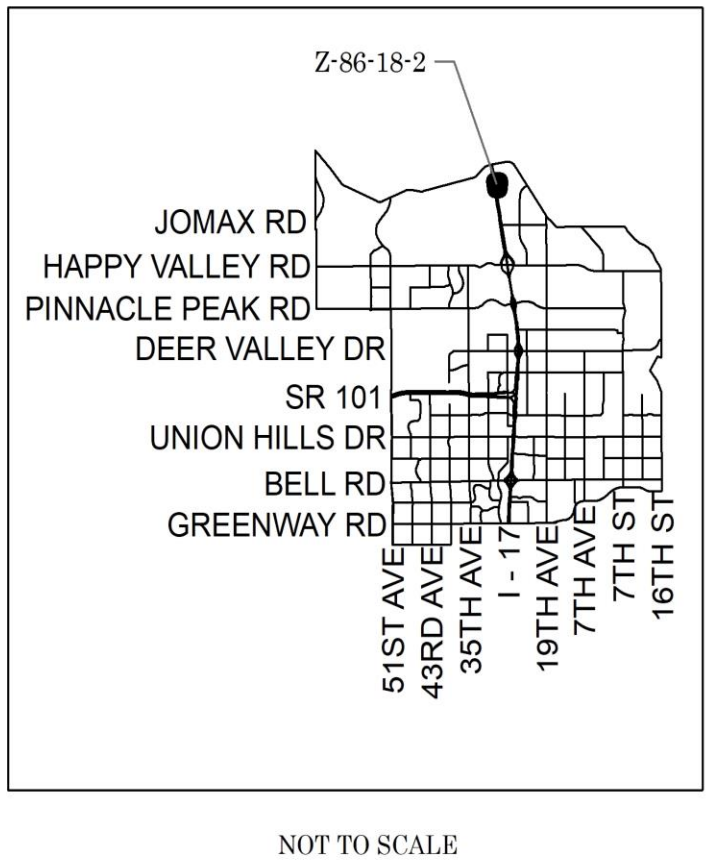 Z-86-18-2
JOMAX RD
HAPPY VALLEY RD
PINNACLE PEAK RD
DEER VALLEY DR
SR 101
UNION HILLS DR
BELL RD
GREENWAY RD
51ST AVE
43RD AVE
35TH AVE
I - 17
19TH AVE
7TH AVE
7TH ST
16TH ST
NOT TO SCALE